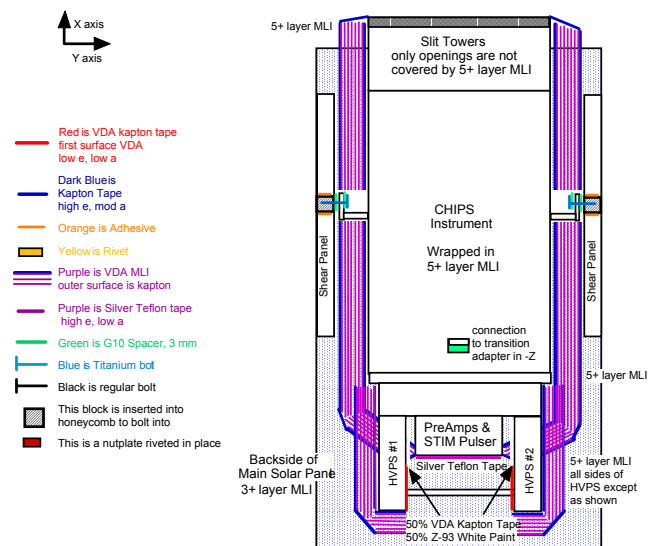 X axis
Y axis
5+ layer MLI
Slit Towers
only openings are not
covered by 5+ layer MLI
Red is VDA kapton tape
first surface VDA
low e, low a
Dark Blueis
Kapton Tape
high e, mod a
Orange is Adhesive
Yellowis Rivet
Purple is VDA MLI
outer surface is kapton
Purple is Silver Teflon tape
high e, low a
Green is G10 Spacer, 3 mm
Blue is Titanium bolt
Black is regular bolt
This block is inserted into
honeycomb to bolt into
This is a nutplate riveted in place
Shear Panel
CHIPS
Instrument
Wrapped in
5+ layer MLI
Shear Panel
connection
to transition
adapter in -Z
5+ layer MLI
HVPS #1
PreAmps &
STIM Pulser
HVPS #2
Silver Teflon Tape
Backside of
Main Solar Pane
3+ layer MLI
5+ layer MLI
all sides of
HVPS except
as shown
50% VDA Kapton Tape
50% Z-93 White Paint